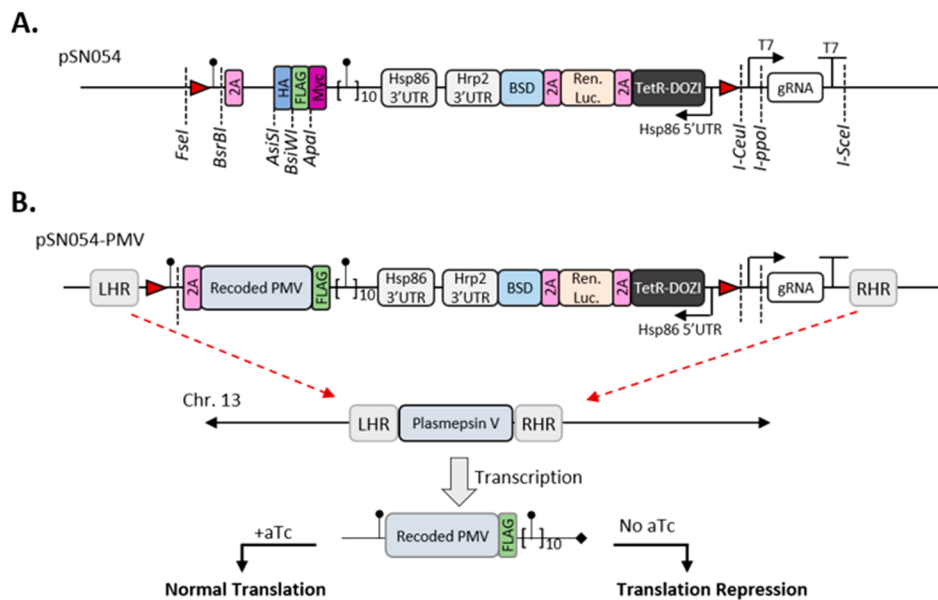 A.
pSN054
FseI
BsrBI
2A
AsiSI
BsiWI
ApaI
HA
FLAG
Myc
[ ]10
Hsp86
3'UTR
Hrp2
3'UTR
BSD
2A
Ren.
Luc.
2A
TetR-DOZI
Hsp86 5'UTR
I-CeuI
I-ppoI
T7
gRNA
T7
I-SceI
B.
pSN054-PMV
LHR
2A
Recoded PMV
FLAG
[ ]10
Hsp86
3'UTR
Hrp2
3'UTR
BSD
2A
Ren.
Luc.
2A
TetR-DOZI
Hsp86 5'UTR
gRNA
RHR
Chr. 13
LHR
Plasmepsin V
RHR
Transcription
+aTc
Recoded PMV
FLAG
[ ]10
No aTc
Normal Translation
Translation Repression